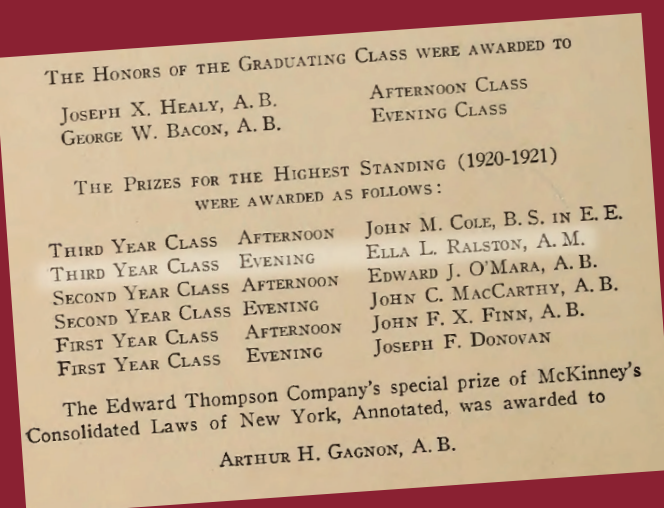 The Honors of the Graduating Class were awarded to
Joseph X. Healy, A. B. Afternoon Class
George W. Bacon, A. B. Evening Class
The Prizes for the Highest Standing (1920-1921)
were awarded as follows:
Third Year Class Afternoon John M. Cole, B. S. in E. E.
Third Year Class Evening Ella L. Ralston, A. M.
Second Year Class Afternoon Edward J. O'Mara, A. B.
Second Year Class Evening John C. MacCarthy, A. B.
First Year Class Afternoon John F. X. Finn, A. B.
First Year Class Evening Joseph F. Donovan
The Edward Thompson Company's special prize of McKinney's
Consolidated Laws of New York, Annotated, was awarded to
Arthur H. Gagnon, A. B.